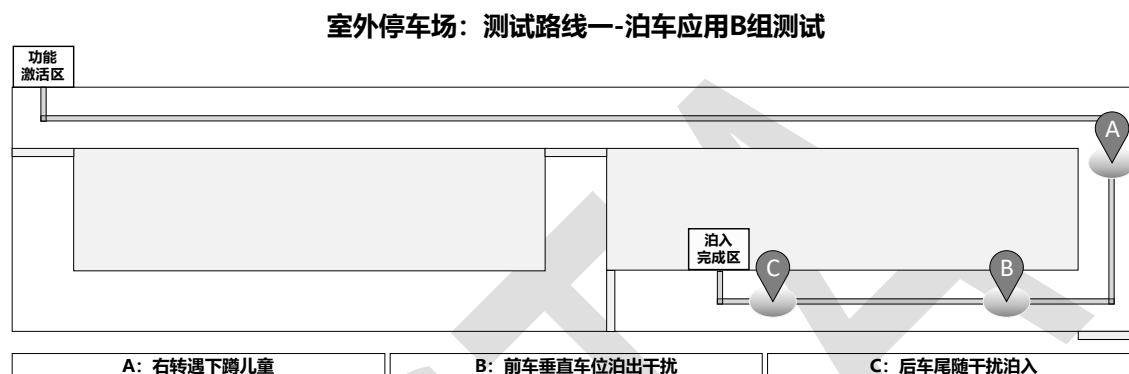 室外停车场：测试路线一-泊车应用B组测试
功能
激活区
A
泊入
完成区
C
B
A：右转遇下蹲儿童
B：前车垂直车位泊出干扰
C：后车尾随干扰泊入